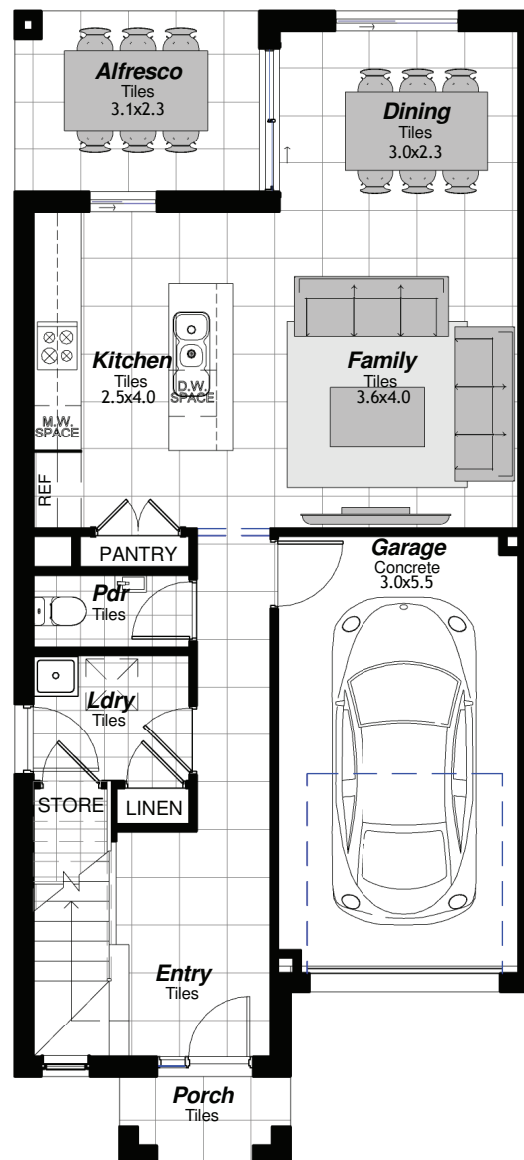 Alfresco
Tiles
3.1x2.3
Dining
Tiles
3.0x2.3
Kitchen
Tiles
2.5x4.0
D.W.
SPACE
Family
Tiles
3.6x4.0
M.W.
SPACE
REF
PANTRY
Garage
Concrete
3.0x5.5
Pdr
Tiles
Ldry
Tiles
STORE
LINEN
Entry
Tiles
Porch
Tiles